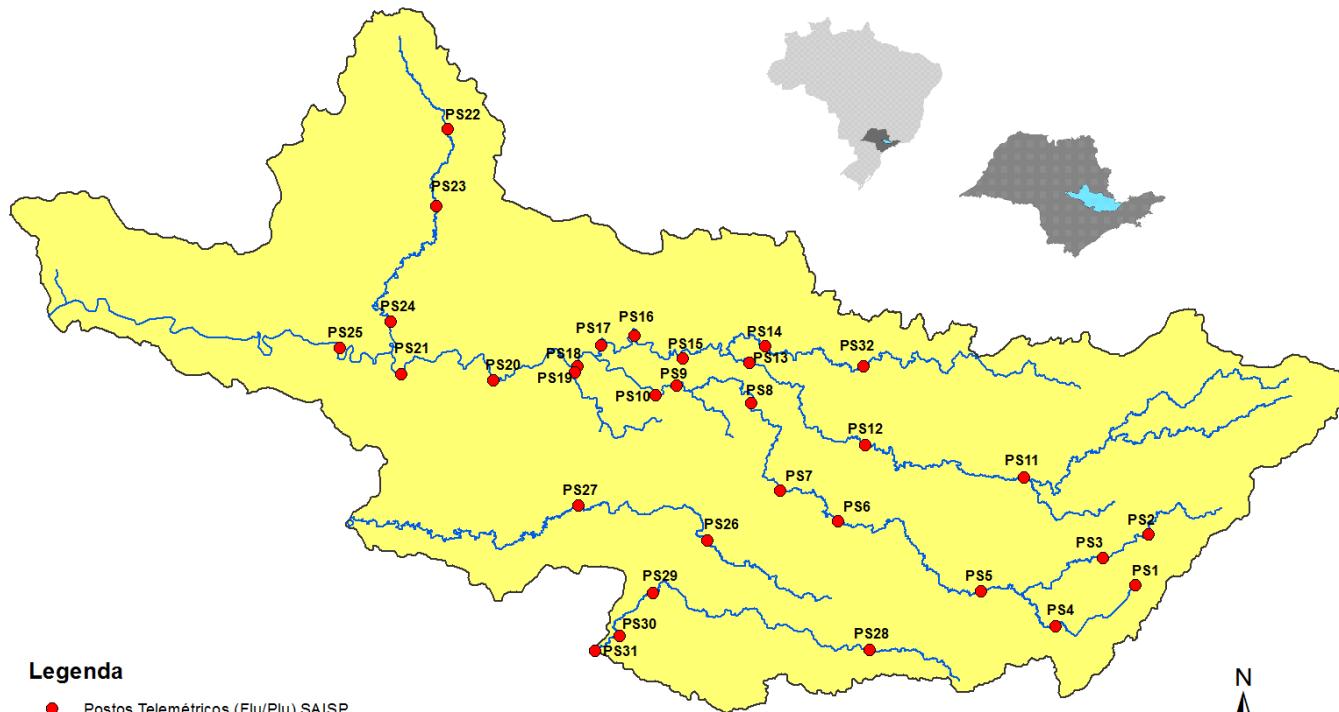 PS22
PS23
PS24
PS25
PS21
PS20
PS17
PS16
PS18
PS19
PS15
PS14
PS13
PS32
PS9
PS10
PS8
PS12
PS11
PS7
PS6
PS27
PS26
PS2
PS3
PS1
PS5
PS4
PS29
PS30
PS31
PS28
Legenda
Postos Telemétricos (Flu/Plu) SAISP
N